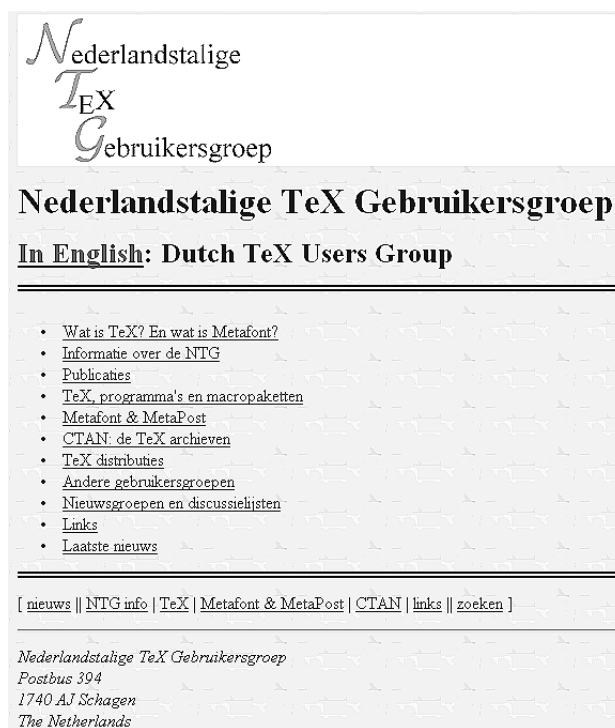 Nederlandstalige
TEX
Gebruikersgroep
Nederlandstalige TeX Gebruikersgroep
In English: Dutch TeX Users Group
• Wat is TeX? En wat is Metafont?
• Informatie over de NTG
• Publicaties
• TeX, programma's en macropaketten
• Metafont & MetaPost
• CTAN: de TeX archieven
• TeX distributies
• Andere gebruikersgroepen
• Nieuwsgroepen en discussielijsten
• Links
• Laatste nieuws
[ nieuws || NTG info | TeX | Metafont & MetaPost | CTAN | links || zoeken ]
Nederlandstalige TeX Gebruikersgroep
Postbus 394
1740 AJ Schagen
The Netherlands